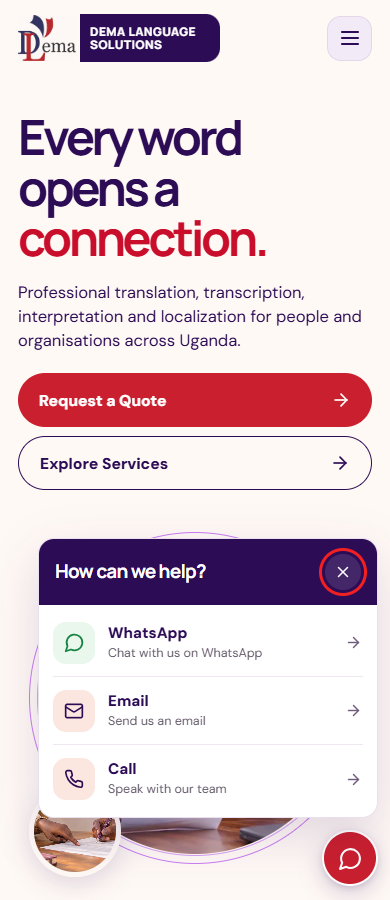 Dema
DEMA LANGUAGE
SOLUTIONS
Every word
opens a
connection.
Professional translation, transcription,
interpretation and localization for people and
organisations across Uganda.
Request a Quote
Explore Services
How can we help?
WhatsApp
Chat with us on WhatsApp
Email
Send us an email
Call
Speak with our team